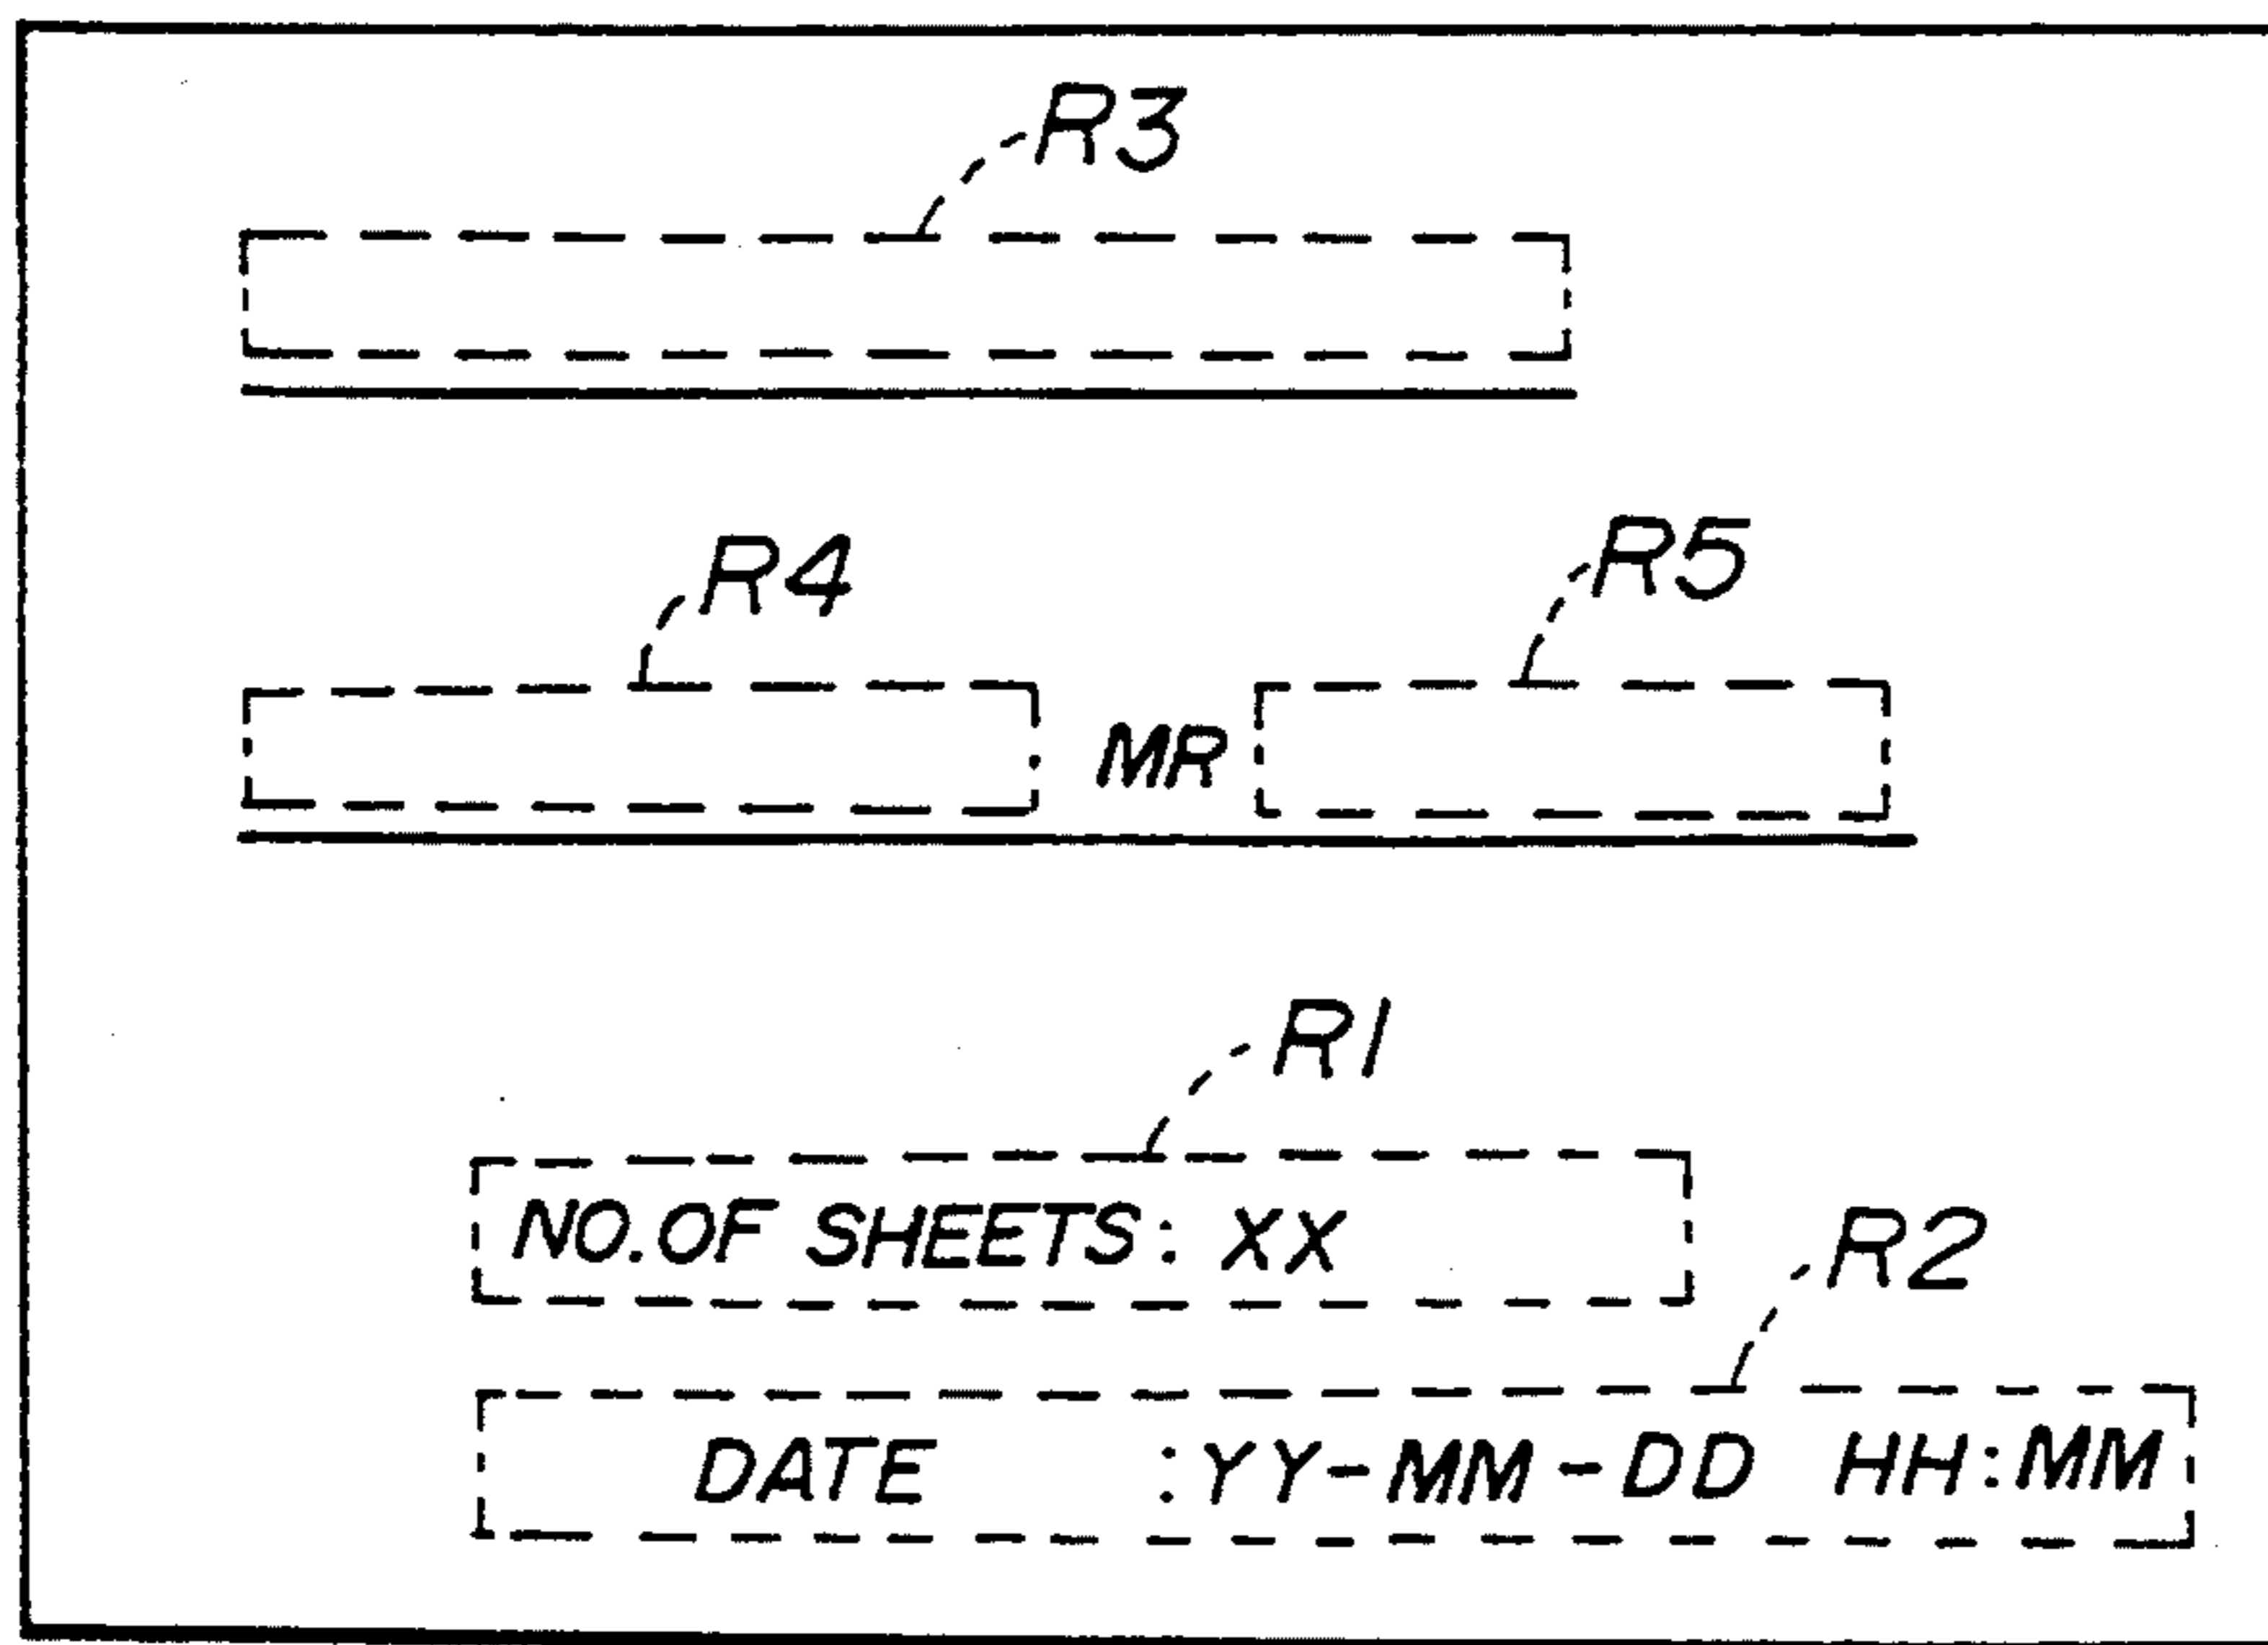 R3
R4 R5
MR
R1
NO.OF SHEETS: XX
R2
DATE :YY-MM-DD HH:MM